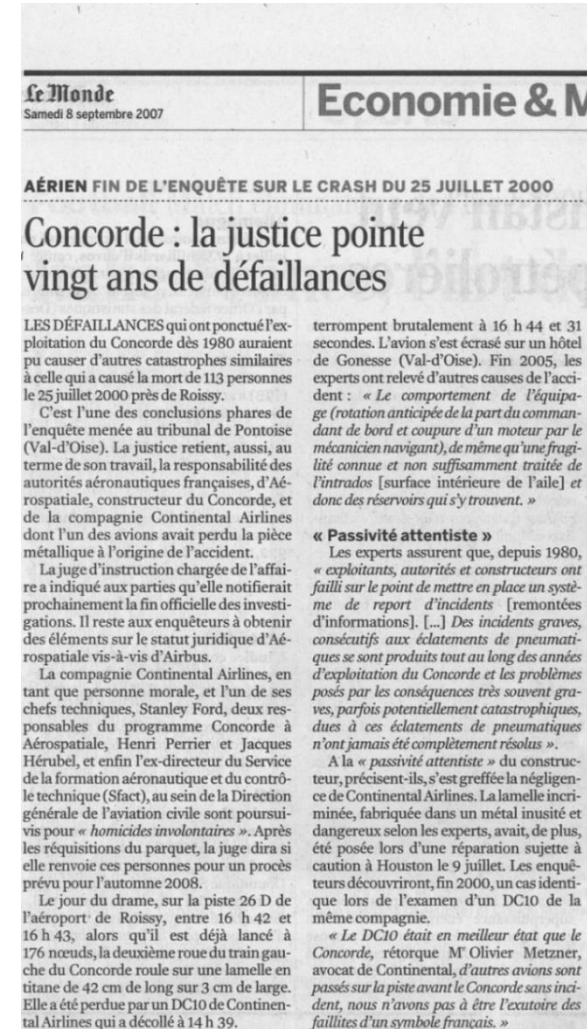 Le Monde
Samedi 8 septembre 2007
Economie & M
AÉRIEN FIN DE L'ENQUÊTE SUR LE CRASH DU 25 JUILLET 2000
Concorde : la justice pointe
vingt ans de défaillances
LES DÉFAILLANCES qui ont ponctué l'ex-
ploitation du Concorde dès 1980 auraient
pu causer d'autres catastrophes similaires
à celle qui a causé la mort de 113 personnes
le 25 juillet 2000 près de Roissy.
C'est l'une des conclusions phares de
l'enquête menée au tribunal de Pontoise
(Val-d'Oise). La justice retient, aussi, au
terme de son travail, la responsabilité des
autorités aéronautiques françaises, d'Aé-
rospatiale, constructeur du Concorde, et
de la compagnie Continental Airlines
dont l'un des avions avait perdu la pièce
métallique à l'origine de l'accident.
La juge d'instruction chargée de l'affai-
re a indiqué aux parties qu'elle notifierait
prochainement la fin officielle des investi-
gations. Il reste aux enquêteurs à obtenir
des éléments sur le statut juridique d'Aé-
rospatiale vis-à-vis d'Airbus.
La compagnie Continental Airlines, en
tant que personne morale, et l'un de ses
chefs techniques, Stanley Ford, deux res-
ponsables du programme Concorde à
Aérospatiale, Henri Perrier et Jacques
Hérubel, et enfin l'ex-directeur du Service
de la formation aéronautique et du contrô-
le technique (Sfact), au sein de la Direction
générale de l'aviation civile sont poursui-
vis pour « homicides involontaires ». Après
les réquisitions du parquet, la juge dira si
elle renvoie ces personnes pour un procès
prévu pour l'automne 2008.
Le jour du drame, sur la piste 26 D de
l'aéroport de Roissy, entre 16 h 42 et
16 h 43, alors qu'il est déjà lancé à
176 nœuds, la deuxième roue du train gau-
che du Concorde roule sur une lamelle en
titane de 42 cm de long sur 3 cm de large.
Elle a été perdue par un DC10 de Continen-
tal Airlines qui a décollé à 14 h 39.
terrompent brutalement à 16 h 44 et 31
secondes. L'avion s'est écrasé sur un hôtel
de Gonesse (Val-d'Oise). Fin 2005, les
experts ont relevé d'autres causes de l'acci-
dent : « Le comportement de l'équipa-
ge (rotation anticipée de la part du comman-
dant de bord et coupure d'un moteur par le
mécanicien navigant), de même qu'une fragi-
lité connue et non suffisamment traitée de
l'intrados [surface intérieure de l'aile] et
donc des réservoirs qui s'y trouvent. »
« Passivité attentiste »
Les experts assurent que, depuis 1980,
« exploitants, autorités et constructeurs ont
failli sur le point de mettre en place un systè-
me de report d'incidents [remontées
d'informations]. [...] Des incidents graves,
consécutifs aux éclatements de pneumati-
ques se sont produits tout au long des années
d'exploitation du Concorde et les problèmes
posés par les conséquences très souvent gra-
ves, parfois potentiellement catastrophiques,
dues à ces éclatements de pneumatiques
n'ont jamais été complètement résolus ».
A la « passivité attentiste » du construc-
teur, précisent-ils, s'est greffée la négligen-
ce de Continental Airlines. La lamelle incri-
minée, fabriquée dans un métal inusité et
dangereux selon les experts, avait, de plus,
été posée lors d'une réparation sujette à
caution à Houston le 9 juillet. Les enquê-
teurs découvriront, fin 2000, un cas identi-
que lors de l'examen d'un DC10 de la
même compagnie.
« Le DC10 était en meilleur état que le
Concorde, rétorque Mᵉ Olivier Metzner,
avocat de Continental, d'autres avions sont
passés sur la piste avant le Concorde sans inci-
dent, nous n'avons pas à être l'exutoire des
faillites d'un symbole français. »